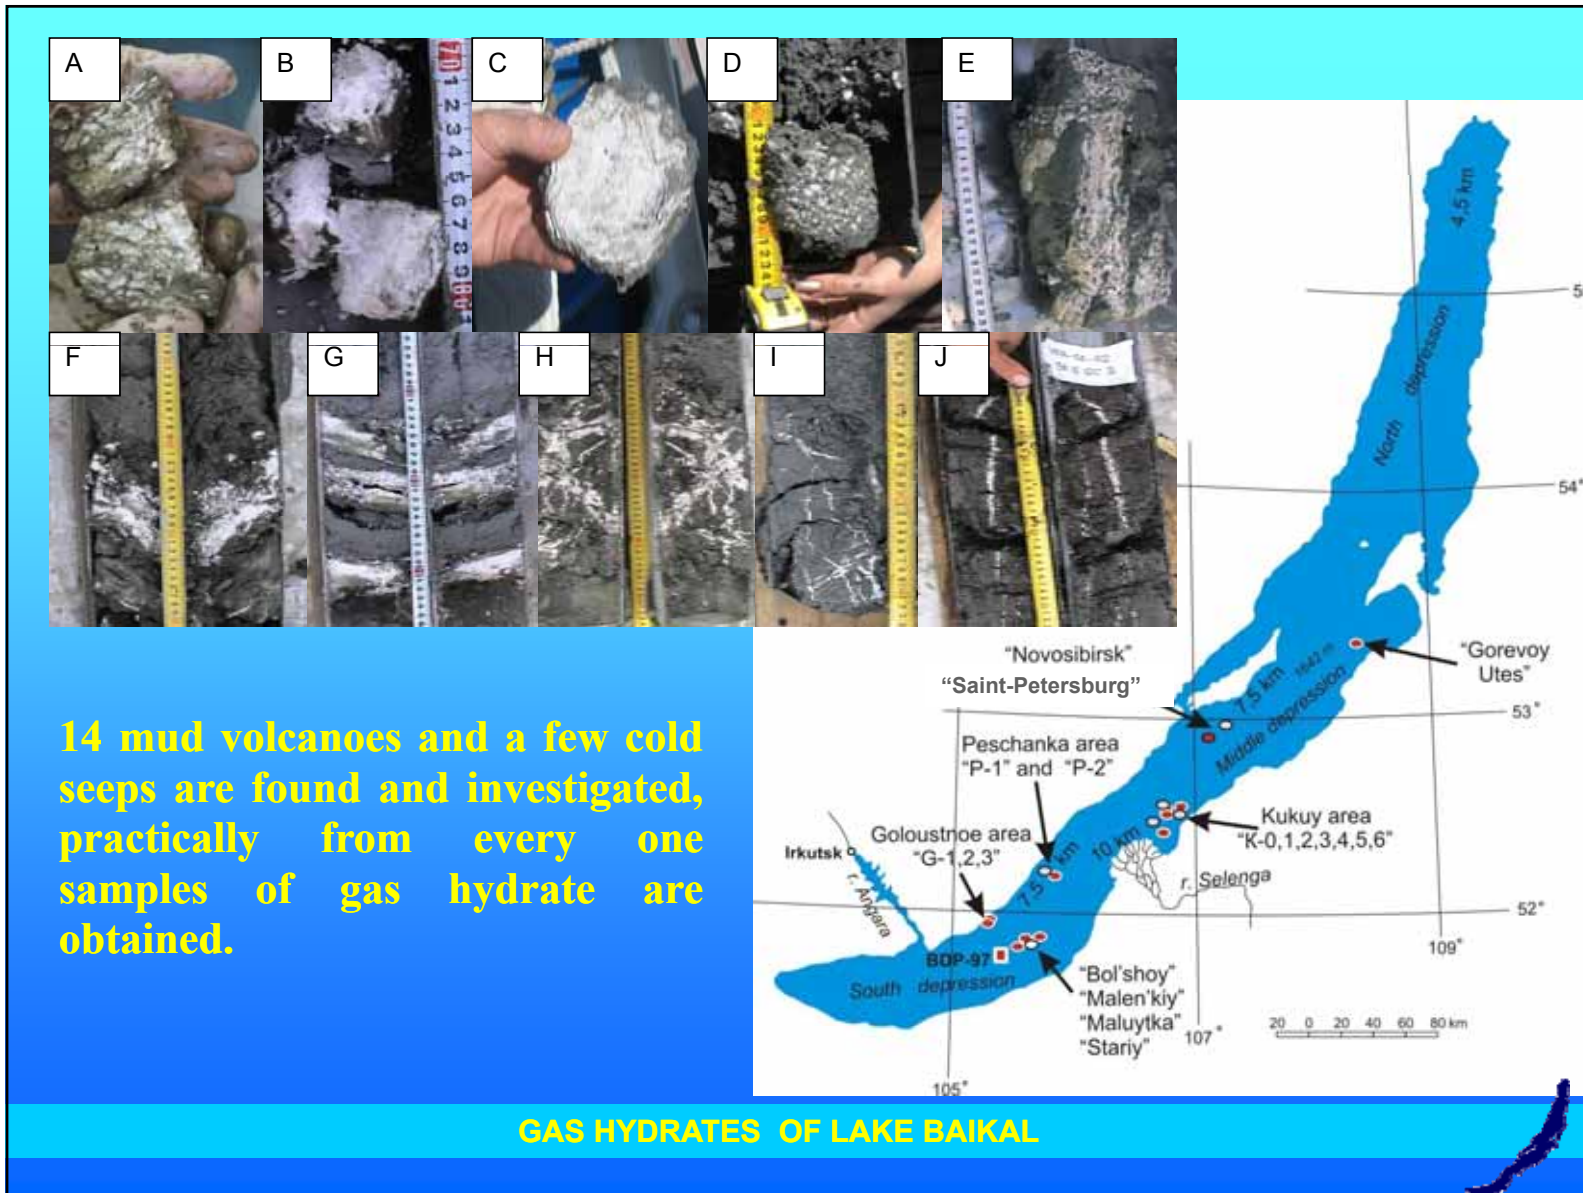 A
B
C
D
E
F
G
H
I
J
4,5 km
North depression
54°
"Novosibirsk"
"Saint-Petersburg"
"Gorevoy
Utes"
7,5 km
1642 m
53°
Middle depression
Peschanka area
"P-1" and "P-2"
Kukuy area
"K-0,1,2,3,4,5,6"
Goloustnoe area
"G-1,2,3"
10 km
Irkutsk
7,5 km
r. Selenga
r. Angara
52°
109°
BDP-97
South depression
"Bol'shoy"
"Malen'kiy"
"Maluytka"
"Stariy"
20 0 20 40 60 80 km
107°
105°
14 mud volcanoes and a few cold
seeps are found and investigated,
practically from every one
samples of gas hydrate are
obtained.
GAS HYDRATES OF LAKE BAIKAL